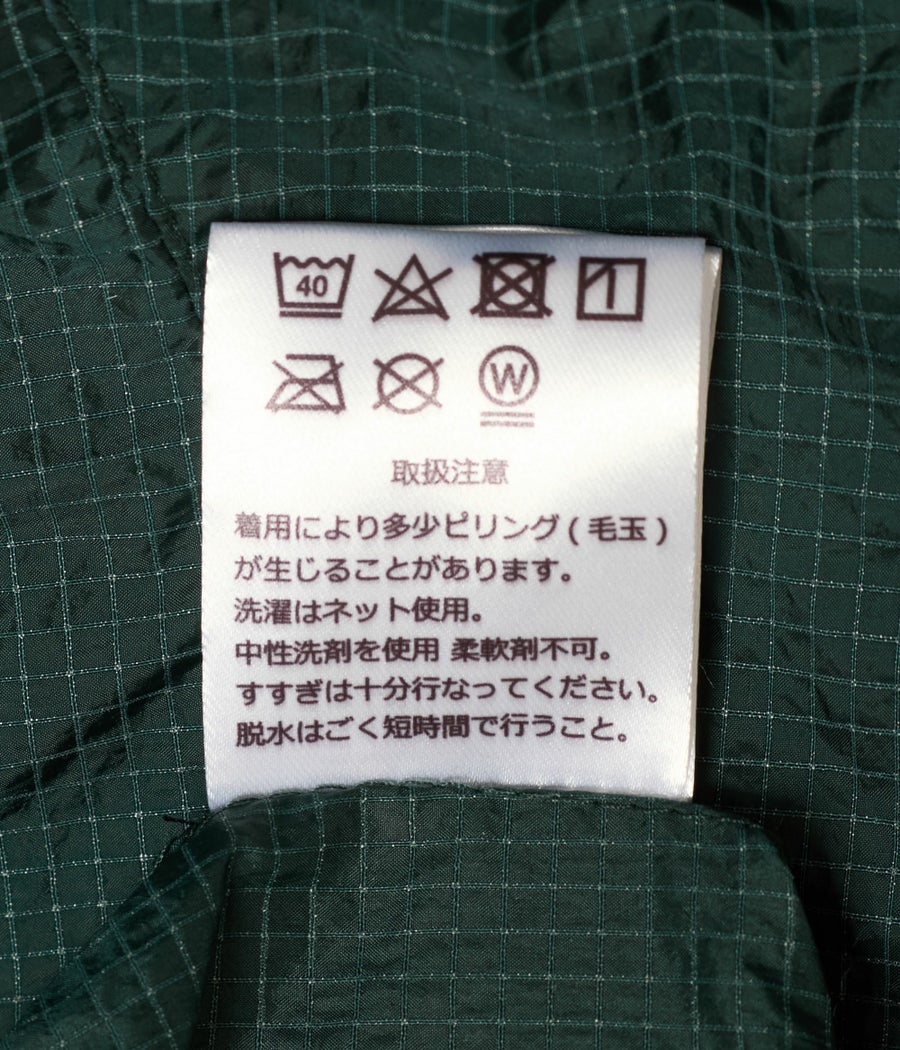 40
W
取扱注意
着用により多少ピリング(毛玉)
が生じることがあります。
洗濯はネット使用。
中性洗剤を使用 柔軟剤不可。
すすぎは十分行なってください。
脱水はごく短時間で行うこと。